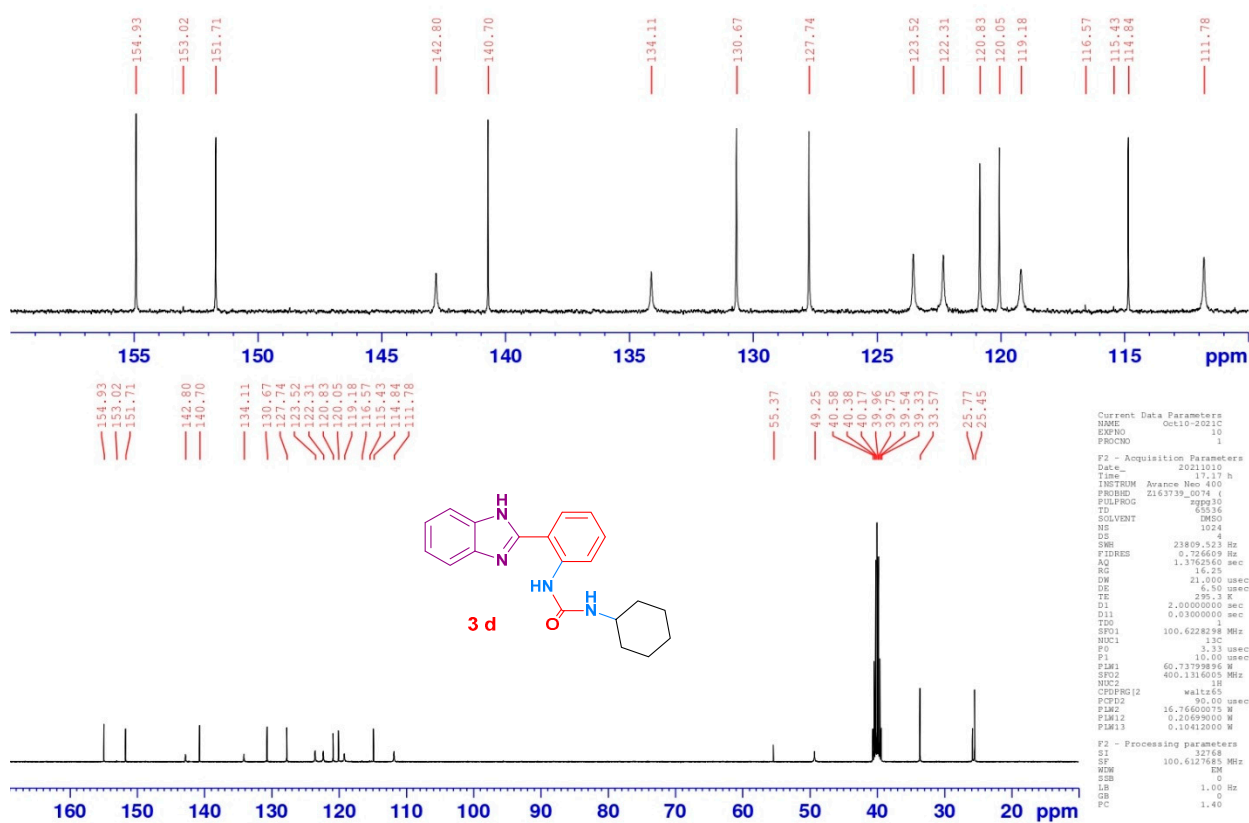 154.93
153.02
151.71
142.80
140.70
134.11
130.67
127.74
123.52
122.31
120.83
120.05
119.18
116.57
115.43
114.84
111.78
155
150
145
140
135
130
125
120
115
ppm
154.93
153.02
151.71
142.80
140.70
134.11
130.67
127.74
123.52
122.31
120.83
120.05
119.18
116.57
115.43
114.84
111.78
55.37
49.25
40.58
40.38
40.17
39.96
39.75
39.54
39.33
33.57
25.77
25.45
NH
N
HN
H
N
O
3 d
160
150
140
130
120
110
100
90
80
70
60
50
40
30
20
ppm
Current Data Parameters
NAME Oct10-2021C
EXPNO 10
PROCNO 1
F2 - Acquisition Parameters
Date_ 20211010
Time 17.17 h
INSTRUM Avance Neo 400
PROBHD Z163739_0074 (
PULPROG zgpg30
TD 65536
SOLVENT DMSO
NS 1024
DS 4
SWH 23809.523 Hz
FIDRES 0.726609 Hz
AQ 1.3762560 sec
RG 16.25
DW 21.000 usec
DE 6.50 usec
TE 295.3 K
D1 2.00000000 sec
D11 0.03000000 sec
TD0 1
SFO1 100.6228298 MHz
NUC1 13C
P0 3.33 usec
P1 10.00 usec
PLW1 60.73799896 W
SFO2 400.1316005 MHz
NUC2 1H
CPDPRG[2 waltz65
PCPD2 90.00 usec
PLW2 16.76600075 W
PLW12 0.20699000 W
PLW13 0.10412000 W
F2 - Processing parameters
SI 32768
SF 100.6127685 MHz
WDW EM
SSB 0
LB 1.00 Hz
GB 0
PC 1.40